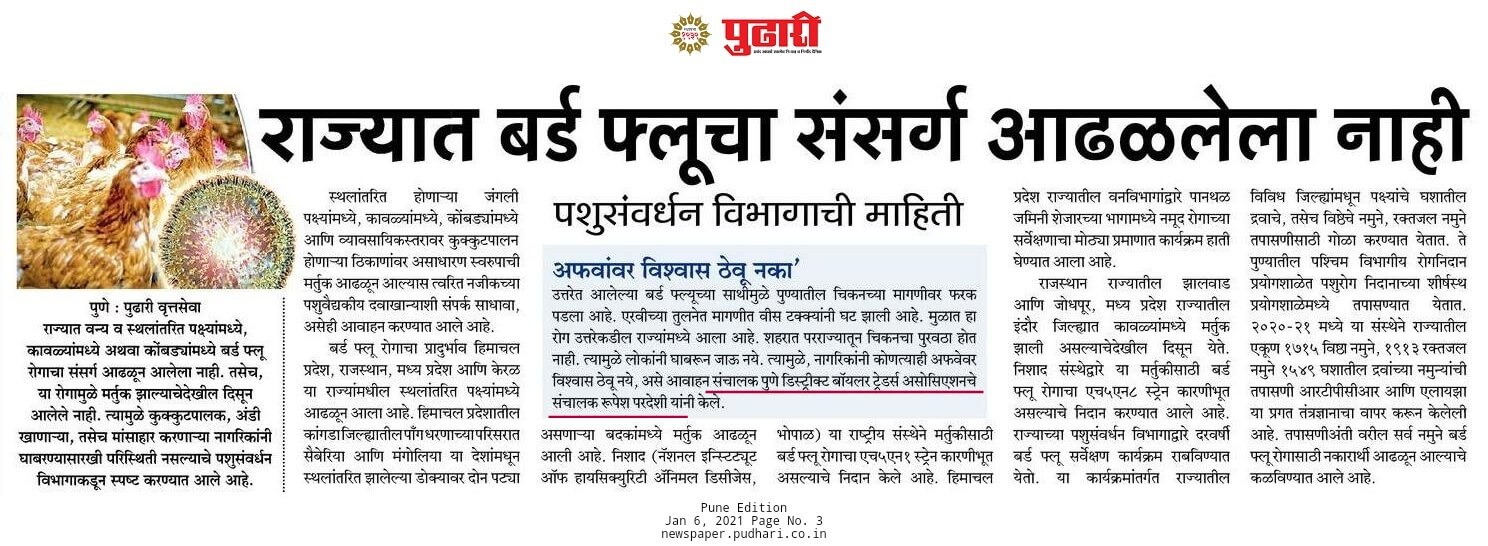 पुढारी
राज्यात बर्ड फ्लूचा संसर्ग आढळलेला नाही
पशुसंवर्धन विभागाची माहिती
पुणे : पुढारी वृत्तसेवा
राज्यात वन्य व स्थलांतरित पक्ष्यांमध्ये,
कावळ्यांमध्ये अथवा कोंबड्यांमध्ये बर्ड फ्लू
रोगाचा संसर्ग आढळून आलेला नाही. तसेच,
या रोगामुळे मर्तुक झाल्याचेदेखील दिसून
आलेले नाही. त्यामुळे कुक्कुटपालक, अंडी
खाणाऱ्या, तसेच मांसाहार करणाऱ्या नागरिकांनी
घाबरण्यासारखी परिस्थिती नसल्याचे पशुसंवर्धन
विभागाकडून स्पष्ट करण्यात आले आहे.
स्थलांतरित होणाऱ्या जंगली
पक्ष्यांमध्ये, कावळ्यांमध्ये, कोंबड्यांमध्ये
आणि व्यावसायिकस्तरावर कुक्कुटपालन
होणाऱ्या ठिकाणांवर असाधारण स्वरुपाची
मर्तुक आढळून आल्यास त्वरित नजीकच्या
पशुवैद्यकीय दवाखान्याशी संपर्क साधावा,
असेही आवाहन करण्यात आले आहे.
बर्ड फ्लू रोगाचा प्रादुर्भाव हिमाचल
प्रदेश, राजस्थान, मध्य प्रदेश आणि केरळ
या राज्यांमधील स्थलांतरित पक्ष्यांमध्ये
आढळून आला आहे. हिमाचल प्रदेशातील
कांगडा जिल्ह्यातील पाँग धरणाच्या परिसरात
सैबेरिया आणि मंगोलिया या देशांमधून
स्थलांतरित झालेल्या डोक्यावर दोन पट्या
अफवांवर विश्वास ठेवू नका'
उत्तरेत आलेल्या बर्ड फ्ल्यूच्या साथीमुळे पुण्यातील चिकनच्या मागणीवर फरक
पडला आहे. एरवीच्या तुलनेत मागणीत वीस टक्क्यांनी घट झाली आहे. मुळात हा
रोग उत्तरेकडील राज्यांमध्ये आला आहे. शहरात परराज्यातून चिकनचा पुरवठा होत
नाही. त्यामुळे लोकांनी घाबरून जाऊ नये. त्यामुळे, नागरिकांनी कोणत्याही अफवेवर
विश्वास ठेवू नये, असे आवाहन संचालक पुणे डिस्ट्रीक्ट बॉयलर ट्रेडर्स असोसिएशनचे
संचालक रूपेश परदेशी यांनी केले.
असणाऱ्या बदकांमध्ये मर्तुक आढळून
आली आहे. निशाद (नॅशनल इन्स्टिट्यूट
ऑफ हायसिक्युरिटी ॲनिमल डिसीजेस,
भोपाळ) या राष्ट्रीय संस्थेने मर्तुकीसाठी
बर्ड फ्लू रोगाचा एच५एन१ स्ट्रेन कारणीभूत
असल्याचे निदान केले आहे. हिमाचल
प्रदेश राज्यातील वनविभागांद्वारे पानथळ
जमिनी शेजारच्या भागामध्ये नमूद रोगाच्या
सर्वेक्षणाचा मोठ्या प्रमाणात कार्यक्रम हाती
घेण्यात आला आहे.
राजस्थान राज्यातील झालवाड
आणि जोधपूर, मध्य प्रदेश राज्यातील
इंदौर जिल्ह्यात कावळ्यांमध्ये मर्तुक
झाली असल्याचेदेखील दिसून येते.
निशाद संस्थेद्वारे या मर्तुकीसाठी बर्ड
फ्लू रोगाचा एच५एन८ स्ट्रेन कारणीभूत
असल्याचे निदान करण्यात आले आहे.
राज्याच्या पशुसंवर्धन विभागाद्वारे दरवर्षी
बर्ड फ्लू सर्वेक्षण कार्यक्रम राबविण्यात
येतो. या कार्यक्रमांतर्गत राज्यातील
विविध जिल्ह्यांमधून पक्ष्यांचे घशातील
द्रवाचे, तसेच विष्ठेचे नमुने, रक्तजल नमुने
तपासणीसाठी गोळा करण्यात येतात. ते
पुण्यातील पश्चिम विभागीय रोगनिदान
प्रयोगशाळेत पशुरोग निदानाच्या शीर्षस्थ
प्रयोगशाळेमध्ये तपासण्यात येतात.
२०२०-२१ मध्ये या संस्थेने राज्यातील
एकूण १७१५ विष्ठा नमुने, १९१३ रक्तजल
नमुने १५४९ घशातील द्रवांच्या नमुन्यांची
तपासणी आरटीपीसीआर आणि एलायझा
या प्रगत तंत्रज्ञानाचा वापर करून केलेली
आहे. तपासणीअंती वरील सर्व नमुने बर्ड
फ्लू रोगासाठी नकारार्थी आढळून आल्याचे
कळविण्यात आले आहे.
Pune Edition
Jan 6, 2021 Page No. 3
newspaper.pudhari.co.in